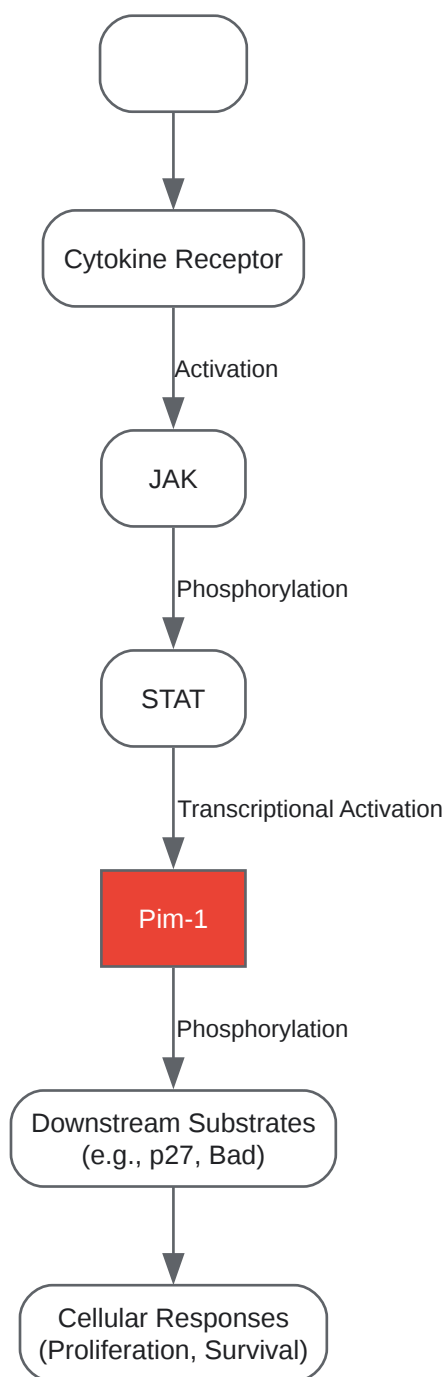 Cytokine Receptor
Activation
JAK
Phosphorylation
STAT
Transcriptional Activation
Pim-1
Phosphorylation
Downstream Substrates
(e.g., p27, Bad)
Cellular Responses
(Proliferation, Survival)